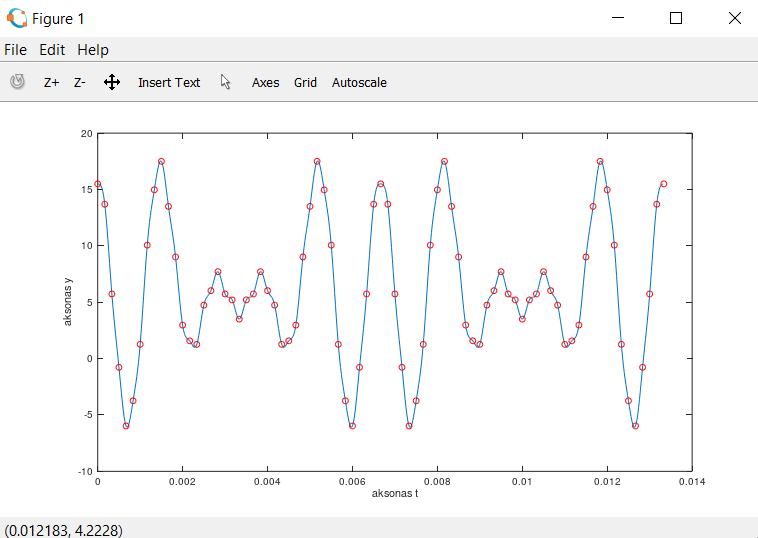 Figure 1
File Edit Help
Z+ Z- Insert Text Axes Grid Autoscale
20
15
10
5
0
-5
-10
aksonas y
0 0.002 0.004 0.006 0.008 0.01 0.012 0.014
aksonas t
(0.012183, 4.2228)